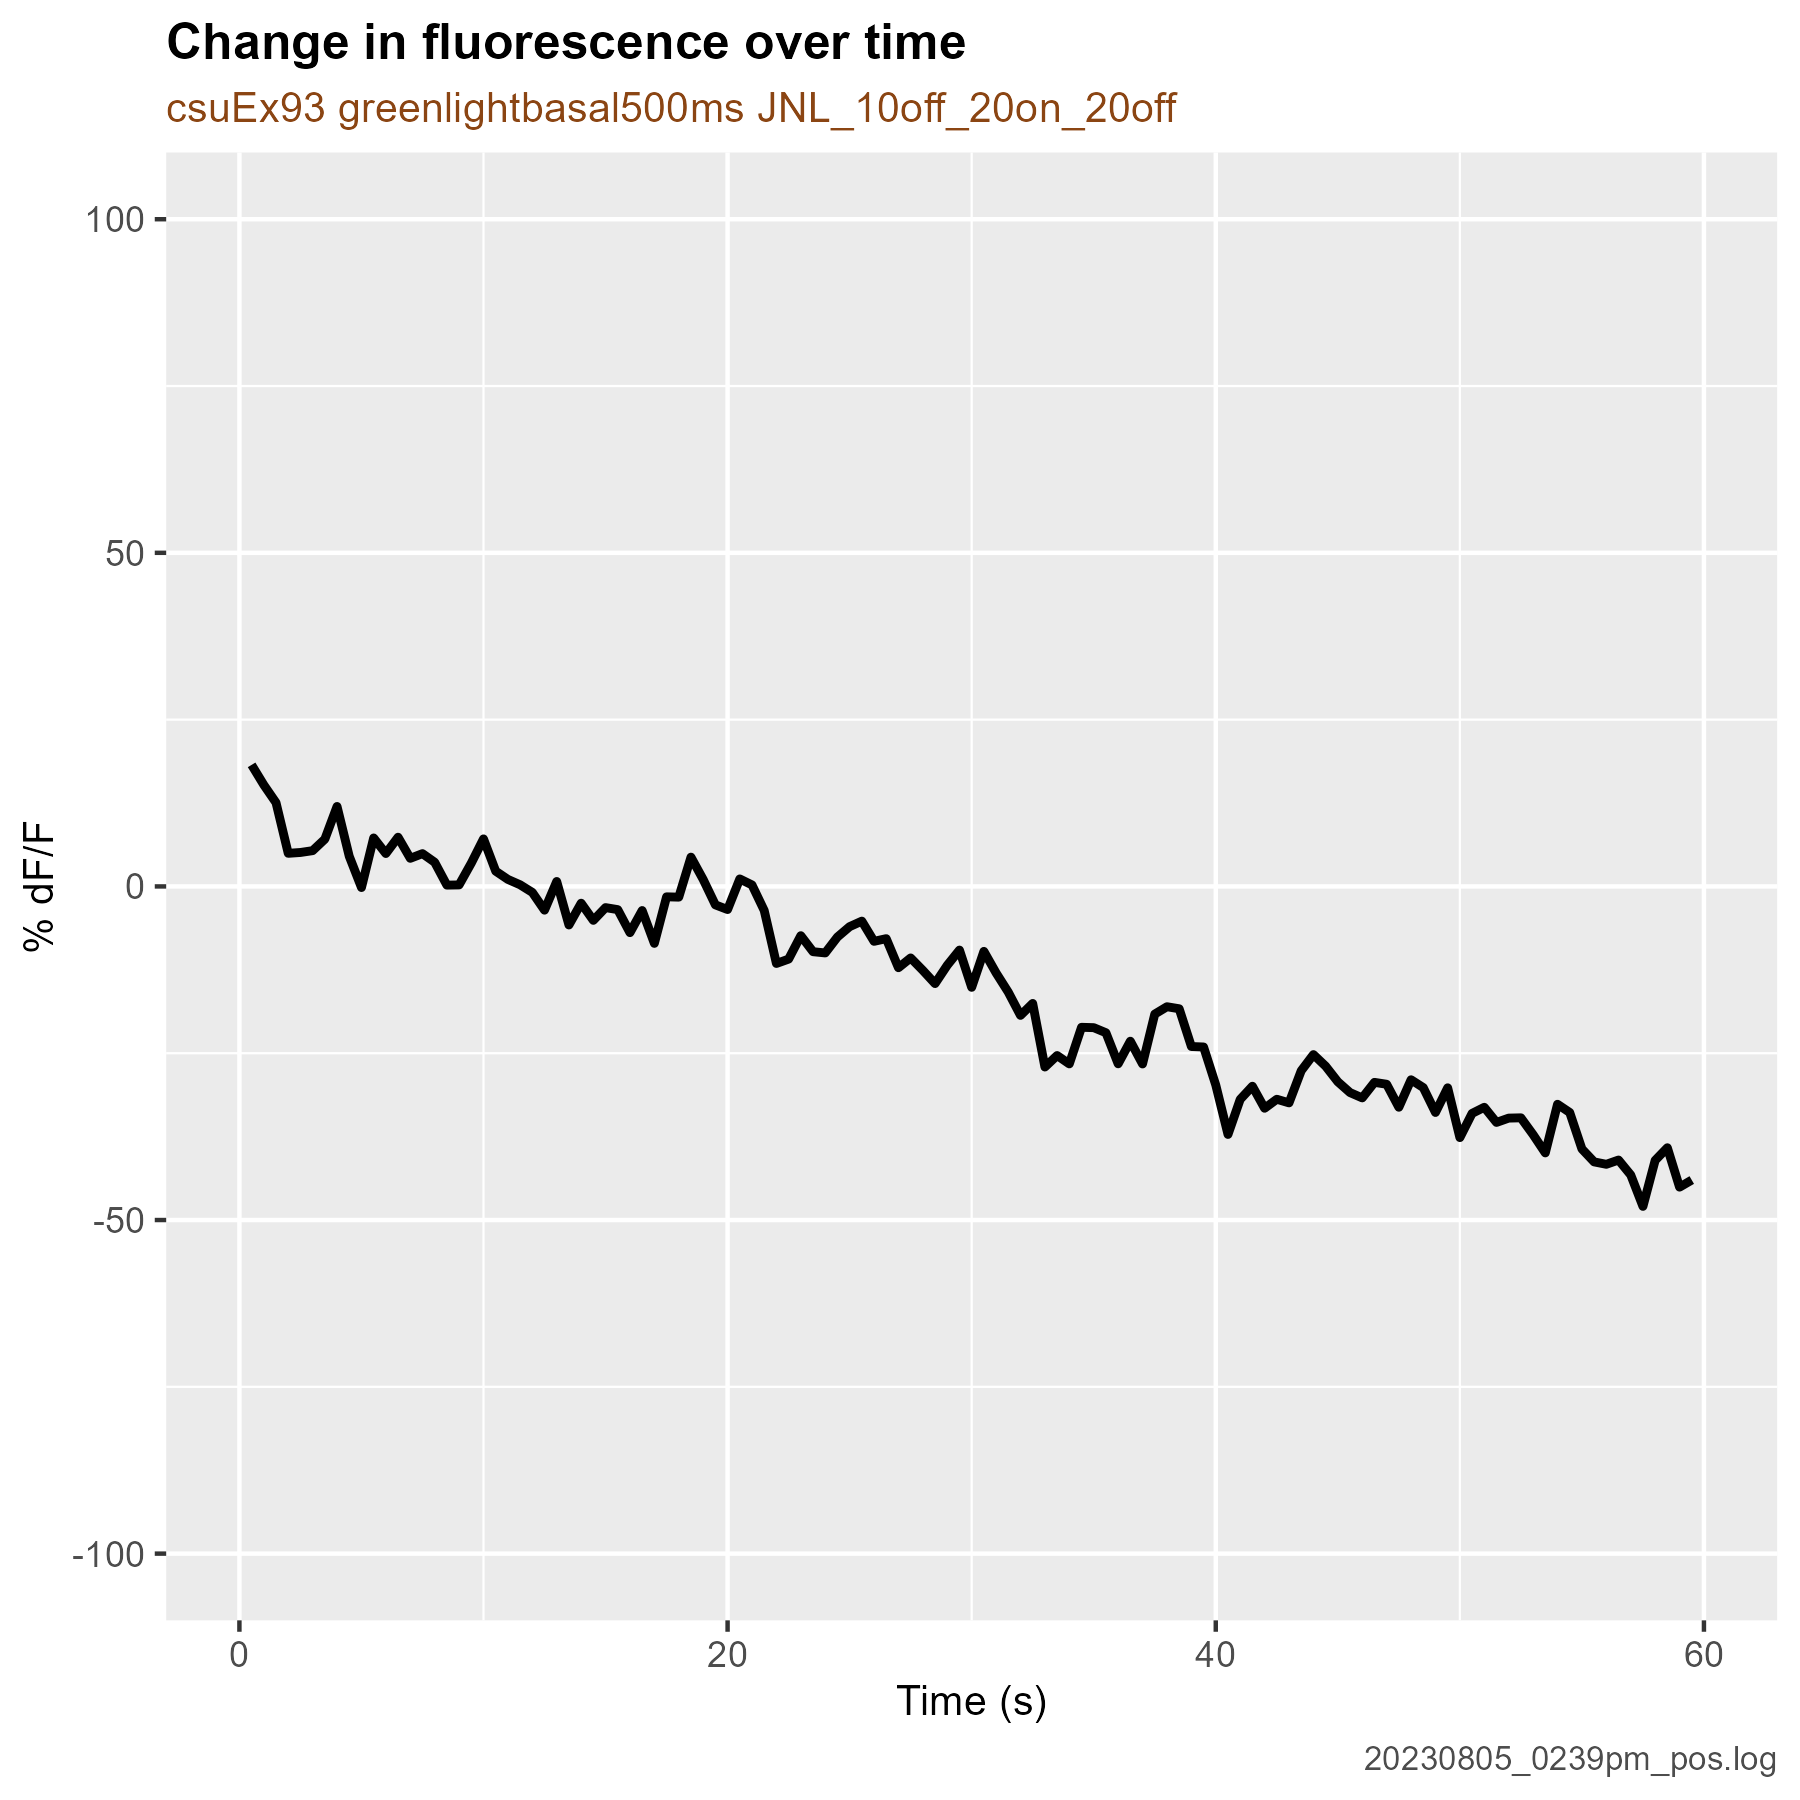 Change in fluorescence over time
csuEx93 greenlightbasal500ms JNL_10off_20on_20off
100
50
0
-50
-100
% dF/F
0 20 40 60
Time (s)
20230805_0239pm_pos.log